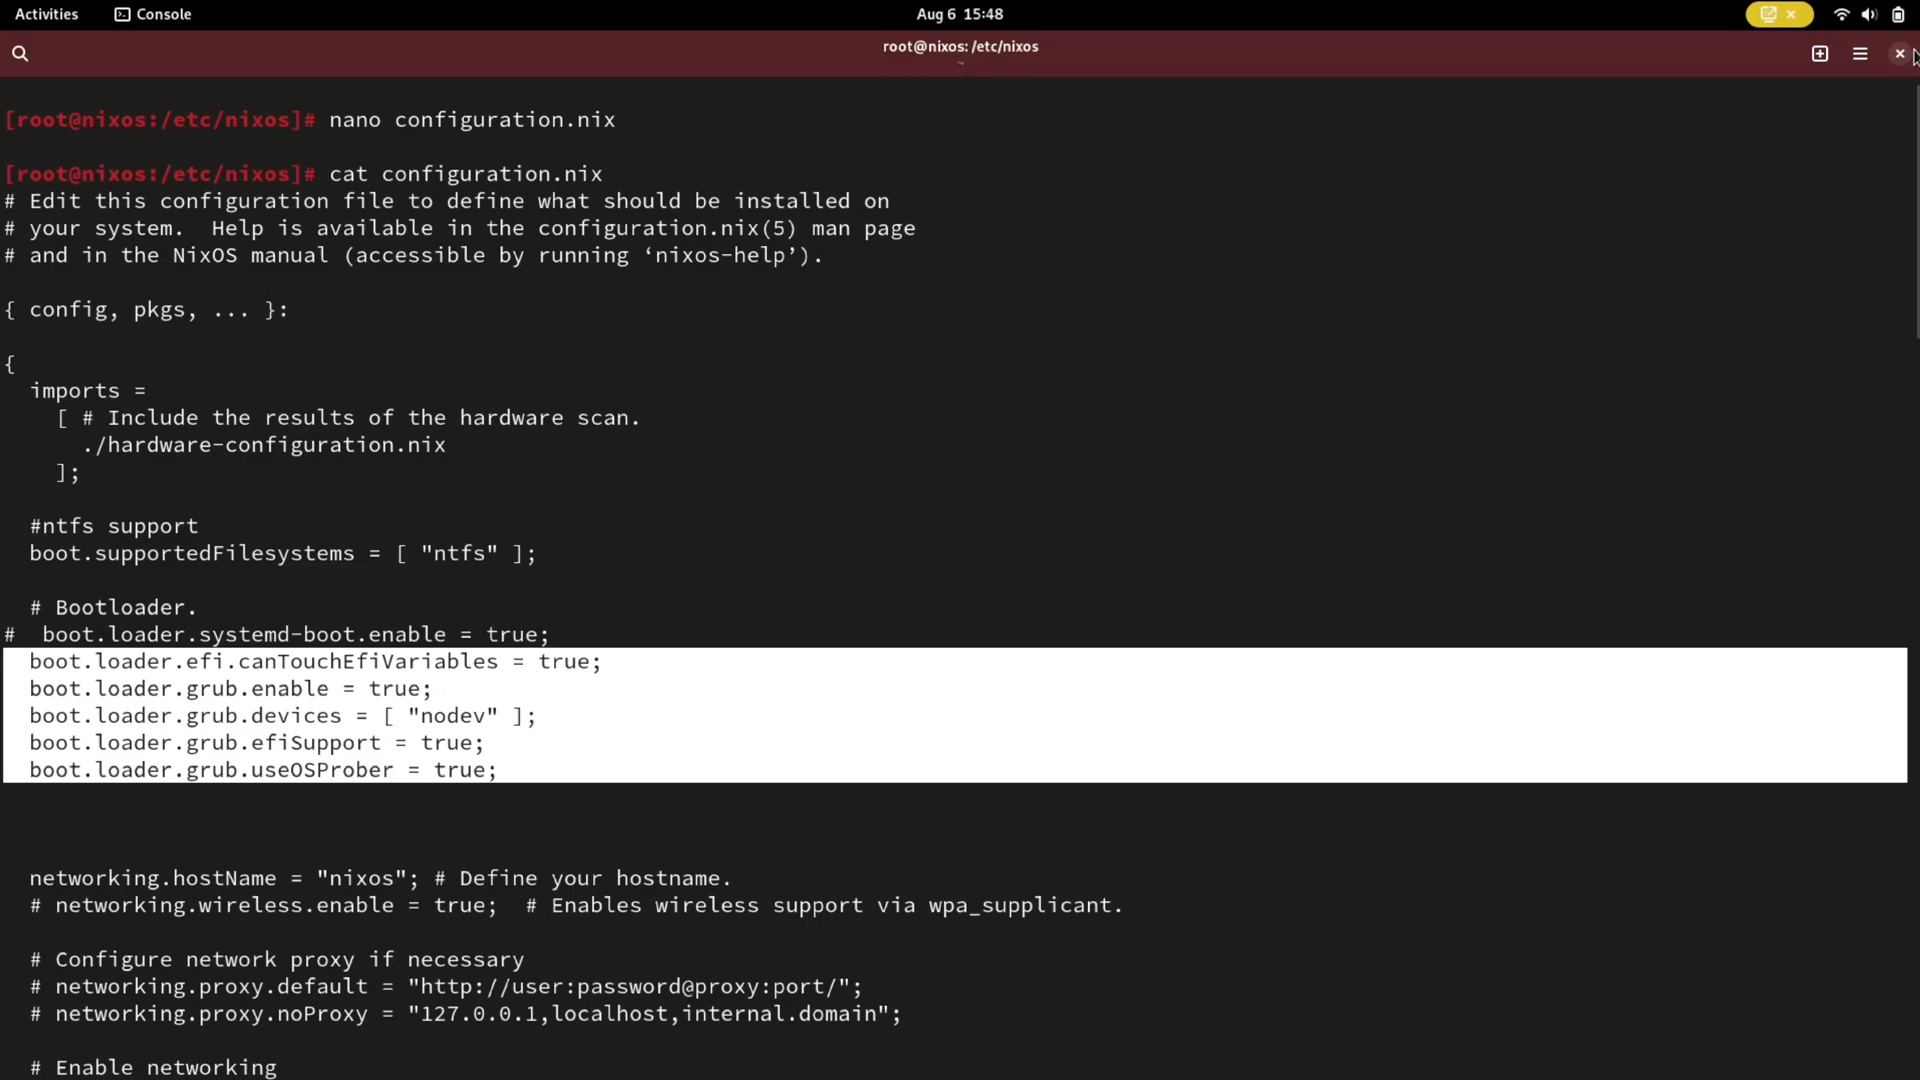 Activities Console Aug 6 15:48
root@nixos: /etc/nixos
~
[root@nixos:/etc/nixos]# nano configuration.nix
[root@nixos:/etc/nixos]# cat configuration.nix
# Edit this configuration file to define what should be installed on
# your system.  Help is available in the configuration.nix(5) man page
# and in the NixOS manual (accessible by running ‘nixos-help’).
{ config, pkgs, ... }:
{
  imports =
    [ # Include the results of the hardware scan.
      ./hardware-configuration.nix
    ];
  #ntfs support
  boot.supportedFilesystems = [ "ntfs" ];
  # Bootloader.
#  boot.loader.systemd-boot.enable = true;
  boot.loader.efi.canTouchEfiVariables = true;
  boot.loader.grub.enable = true;
  boot.loader.grub.devices = [ "nodev" ];
  boot.loader.grub.efiSupport = true;
  boot.loader.grub.useOSProber = true;
  networking.hostName = "nixos"; # Define your hostname.
  # networking.wireless.enable = true;  # Enables wireless support via wpa_supplicant.
  # Configure network proxy if necessary
  # networking.proxy.default = "http://user:password@proxy:port/";
  # networking.proxy.noProxy = "127.0.0.1,localhost,internal.domain";
  # Enable networking